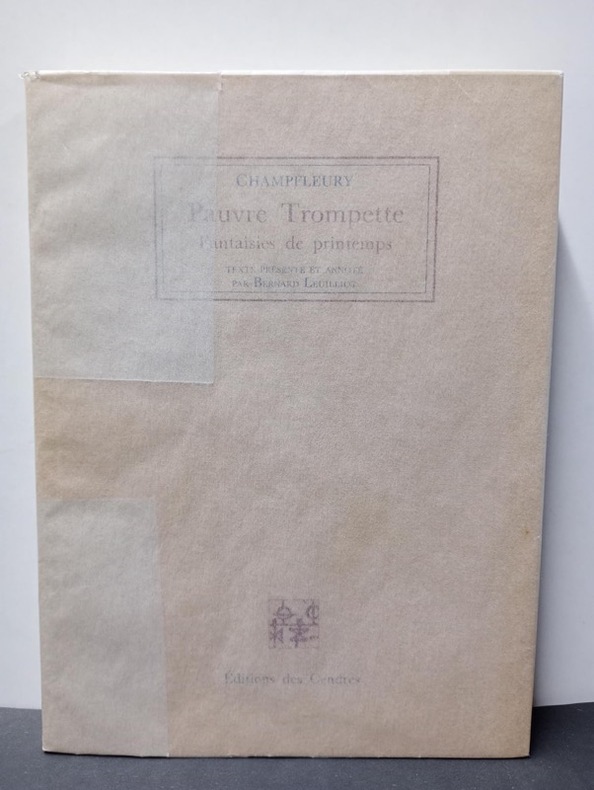 CHAMPFLEURY
Pauvre Trompette
Fantaisies de printemps
TEXTE PRÉSENTÉ ET ANNOTÉ
PAR BERNARD LEUILLIOT
Éditions des Cendres